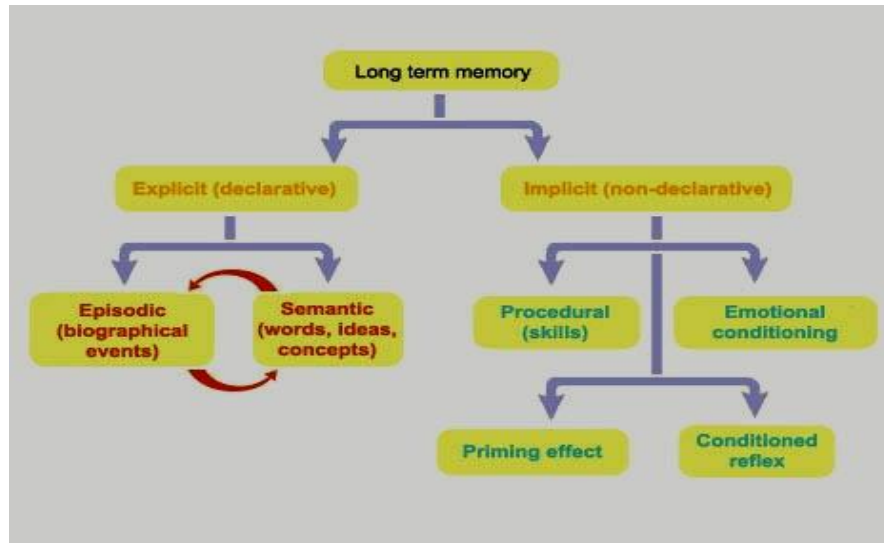 Long term memory
Explicit (declarative)
Implicit (non-declarative)
Episodic
(biographical
events)
Semantic
(words, ideas,
concepts)
Procedural
(skills)
Emotional
conditioning
Priming effect
Conditioned
reflex